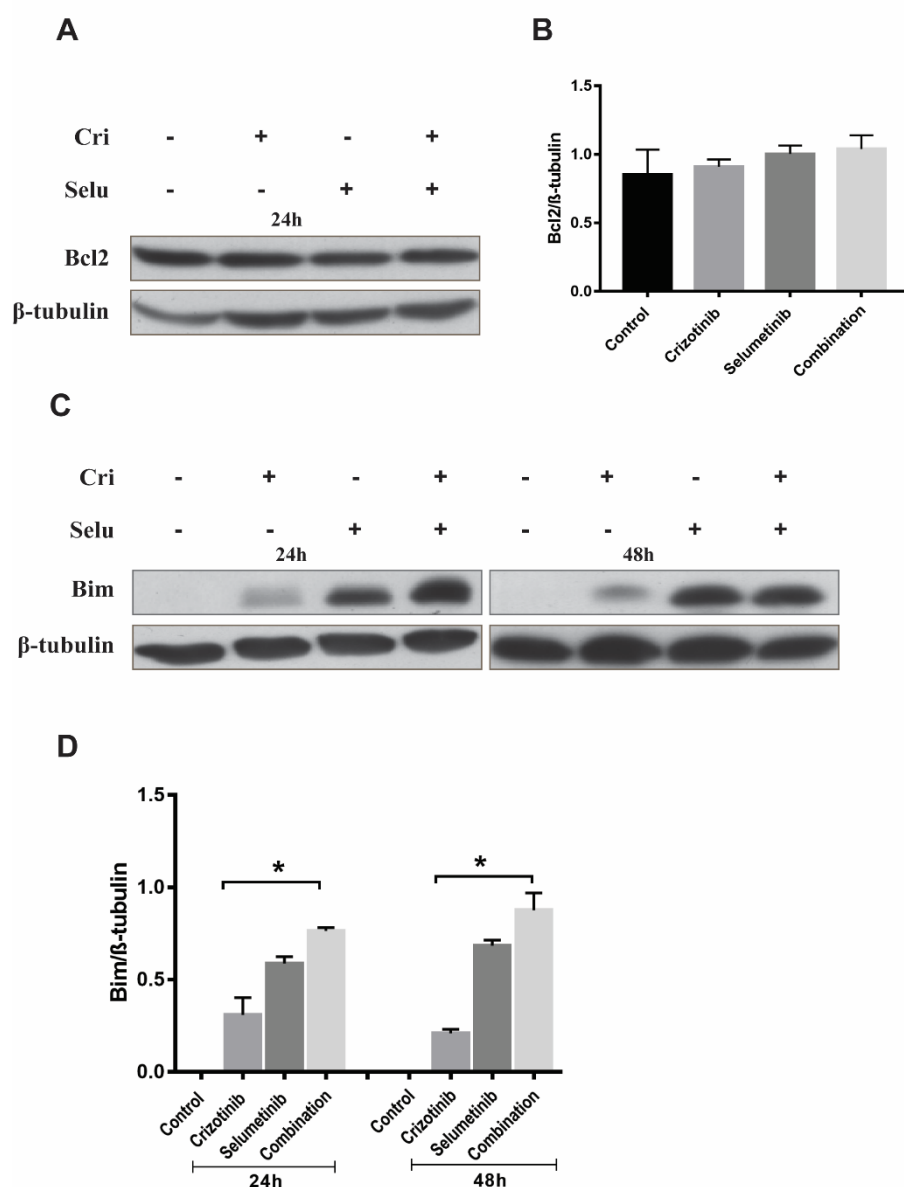 A
Cri - + - +
Selu - - + +
24h
Bcl2
β-tubulin
B
Bcl2/ß-tubulin
1.5
1.0
0.5
0.0
Control
Crizotinib
Selumetinib
Combination
C
Cri - + - + - + - +
Selu - - + + - - + +
24h 48h
Bim
β-tubulin
D
Bim/ß-tubulin
1.5
1.0
0.5
0.0
* *
Control Crizotinib Selumetinib Combination Control Crizotinib Selumetinib Combination
24h 48h